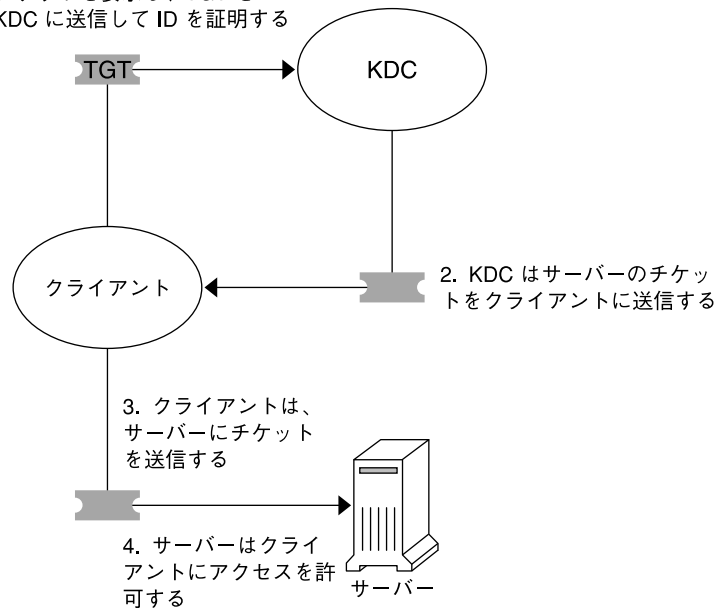 KDC に送信して ID を証明する
TGT
KDC
クライアント
2. KDC はサーバーのチケッ
トをクライアントに送信する
3. クライアントは、
サーバーにチケット
を送信する
4. サーバーはクライ
アントにアクセスを許
可する
サーバー